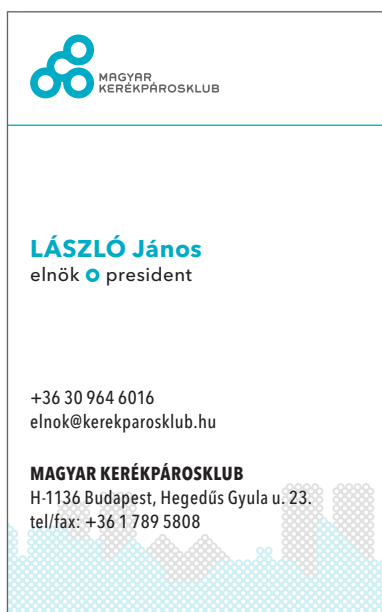 MAGYAR
KERÉKPÁROSKLUB
LÁSZLÓ János
elnök president
+36 30 964 6016
elnok@kerekparosklub.hu
MAGYAR KERÉKPÁROSKLUB
H-1136 Budapest, Hegedűs Gyula u. 23.
tel/fax: +36 1 789 5808